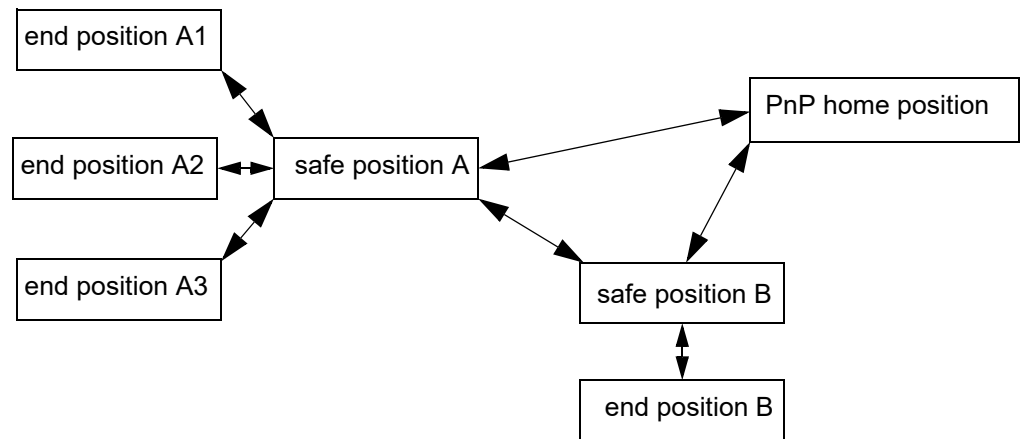 end position A1
PnP home position
end position A2
safe position A
end position A3
safe position B
end position B